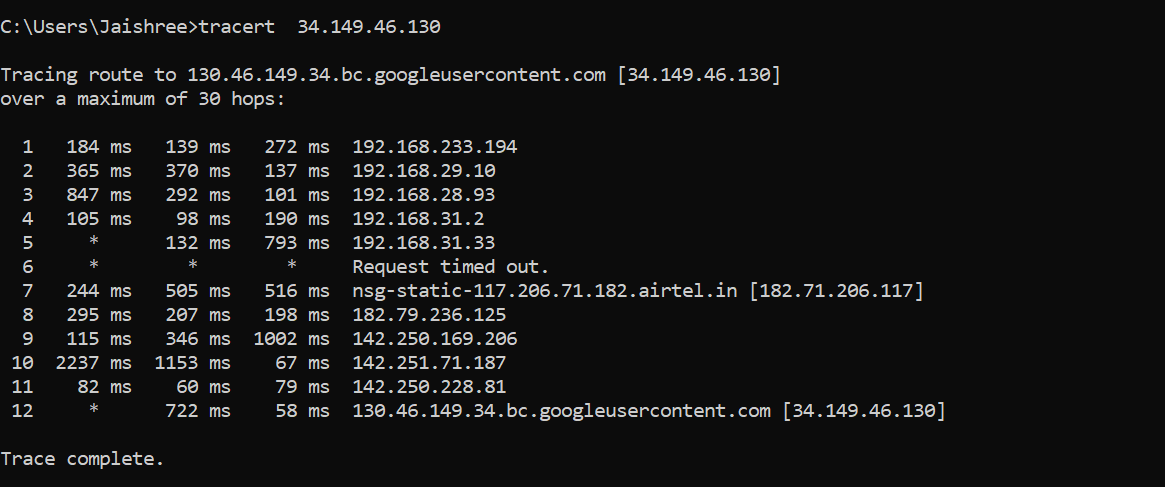 C:\Users\Jaishree>tracert  34.149.46.130
Tracing route to 130.46.149.34.bc.googleusercontent.com [34.149.46.130]
over a maximum of 30 hops:
  1   184 ms   139 ms   272 ms  192.168.233.194
  2   365 ms   370 ms   137 ms  192.168.29.10
  3   847 ms   292 ms   101 ms  192.168.28.93
  4   105 ms    98 ms   190 ms  192.168.31.2
  5     *      132 ms   793 ms  192.168.31.33
  6     *        *        *     Request timed out.
  7   244 ms   505 ms   516 ms  nsg-static-117.206.71.182.airtel.in [182.71.206.117]
  8   295 ms   207 ms   198 ms  182.79.236.125
  9   115 ms   346 ms  1002 ms  142.250.169.206
 10  2237 ms  1153 ms    67 ms  142.251.71.187
 11    82 ms    60 ms    79 ms  142.250.228.81
 12     *      722 ms    58 ms  130.46.149.34.bc.googleusercontent.com [34.149.46.130]
Trace complete.